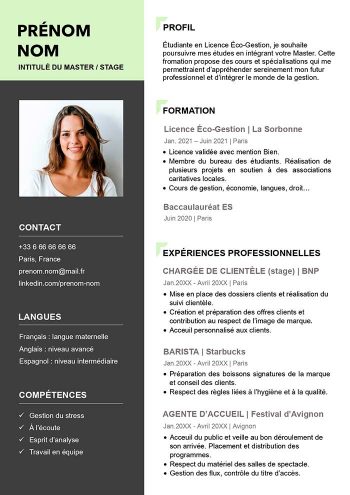 PRÉNOM
NOM
INTITULÉ DU MASTER / STAGE
CONTACT
+33 6 66 66 66 66
Paris, France
prenom.nom@mail.fr
linkedin.com/prenom-nom
LANGUES
Français : langue maternelle
Anglais : niveau avancé
Espagnol : niveau intermédiaire
COMPÉTENCES
✓ Gestion du stress
✓ À l'écoute
✓ Esprit d'analyse
✓ Travail en équipe
PROFIL
Étudiante en Licence Éco-Gestion, je souhaite
poursuivre mes études en intégrant votre Master. Cette
formation propose des cours et spécialisations qui me
permettraient d'appréhender sereinement mon futur
professionnel et d'intégrer le monde de la gestion.
FORMATION
Licence Éco-Gestion | La Sorbonne
Jan. 2021 – Juin 2021 | Paris
• Licence validée avec mention Bien.
• Membre du bureau des étudiants. Réalisation de
plusieurs projets en soutien à des associations
caritatives locales.
• Cours de gestion, économie, langues, droit…
Baccalauréat ES
Juin 2020 | Paris
EXPÉRIENCES PROFESSIONNELLES
CHARGÉE DE CLIENTÈLE (stage) | BNP
Jan.20XX - Avril 20XX | Paris
• Mise en place des dossiers clients et réalisation du
suivi clientèle.
• Création et préparation des offres clients et
contribution au respect de l'image de marque.
• Acceuil personnalisé aux clients.
BARISTA | Starbucks
Jan.20XX - Avril 20XX | Paris
• Préparation des boissons signatures de la marque
et conseil des clients.
• Respect des règles liées à l'hygiène et à la qualité.
AGENTE D'ACCUEIL | Festival d'Avignon
Jan.20XX - Avril 20XX | Avignon
• Acceuil du public et veille au bon déroulement de
son arrivée. Placement et distribution des
programmes.
• Respect du matériel des salles de spectacle.
• Gestion des flux, contrôle du titre d'accès.